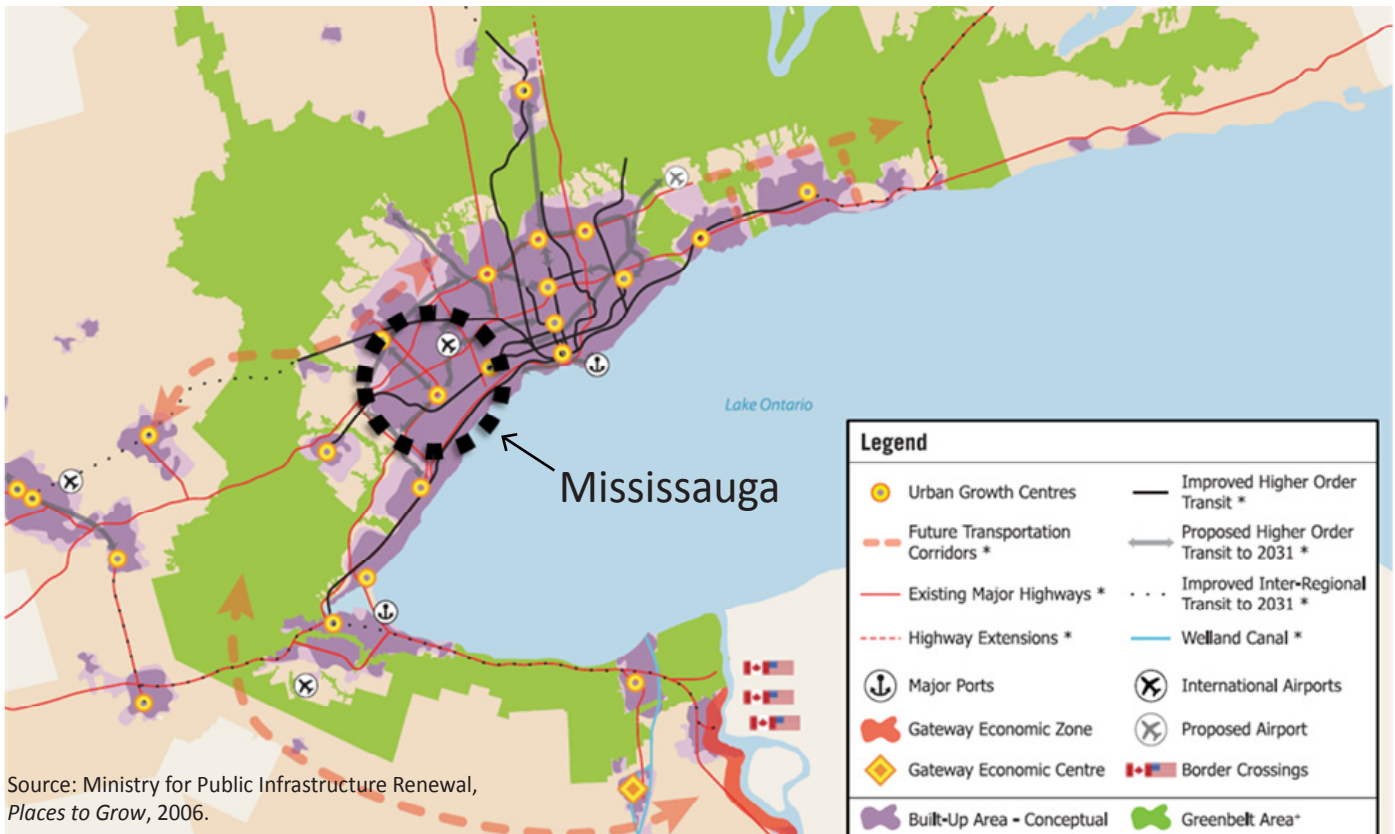 Lake Ontario
Mississauga
Legend
Urban Growth Centres
Improved Higher Order
Transit *
Future Transportation
Corridors *
Proposed Higher Order
Transit to 2031 *
Existing Major Highways *
Improved Inter-Regional
Transit to 2031 *
Highway Extensions *
Welland Canal *
Major Ports
International Airports
Gateway Economic Zone
Proposed Airport
Gateway Economic Centre
Border Crossings
Built-Up Area - Conceptual
Greenbelt Area+
Source: Ministry for Public Infrastructure Renewal,
Places to Grow, 2006.